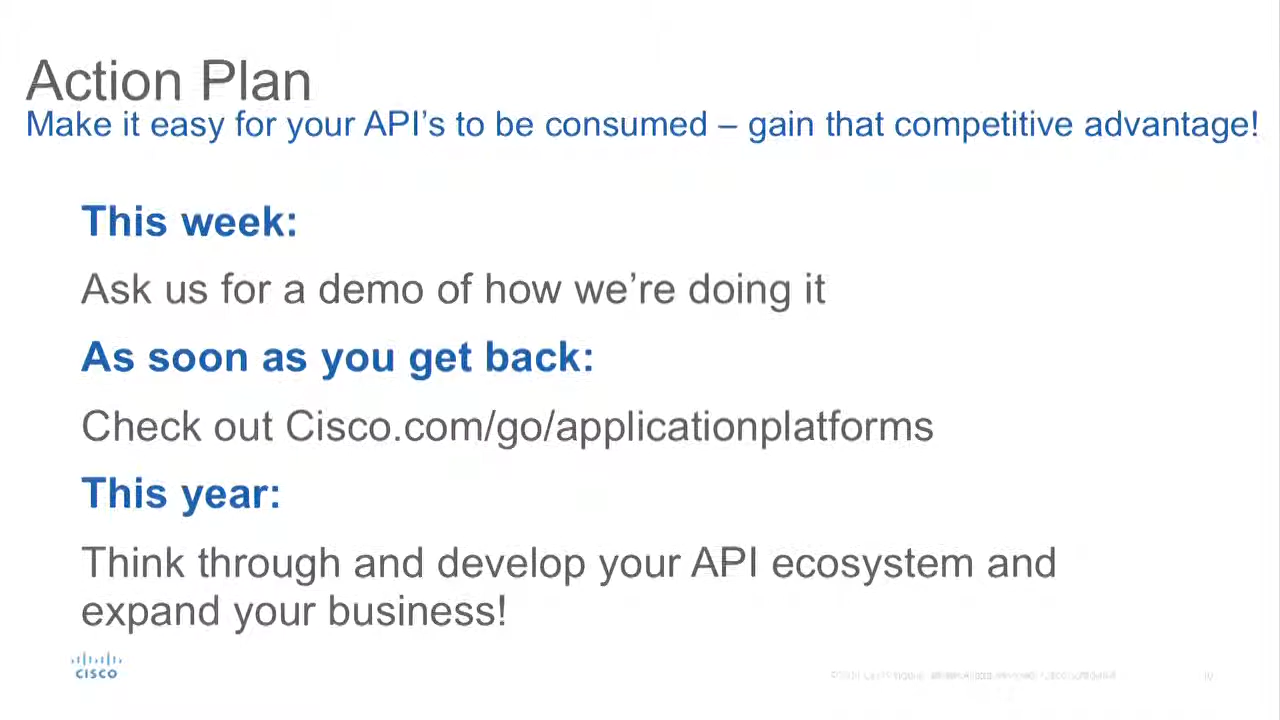 Action Plan
Make it easy for your API’s to be consumed – gain that competitive advantage!
This week:
Ask us for a demo of how we’re doing it
As soon as you get back:
Check out Cisco.com/go/applicationplatforms
This year:
Think through and develop your API ecosystem and
expand your business!
CISCO